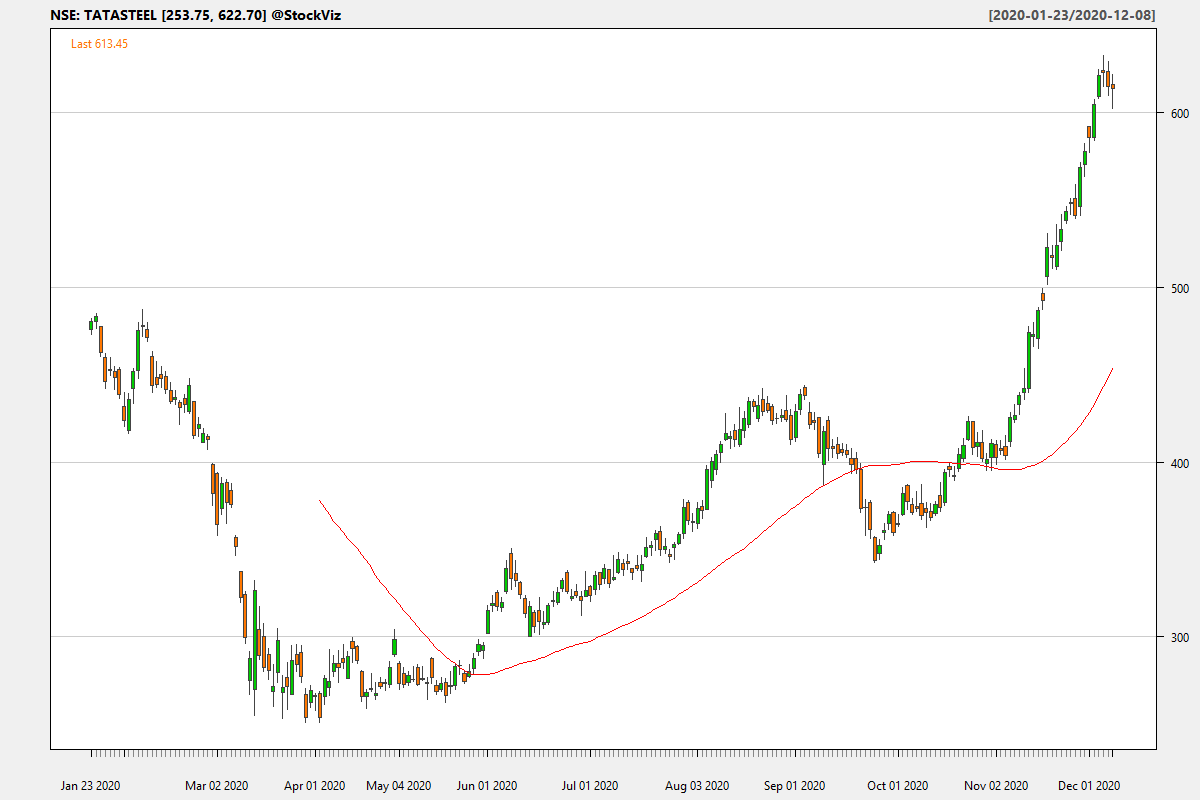 NSE: TATASTEEL [253.75, 622.70] @StockViz [2020-01-23/2020-12-08]
Last 613.45
600
500
400
300
Jan 23 2020 Mar 02 2020 Apr 01 2020 May 04 2020 Jun 01 2020 Jul 01 2020 Aug 03 2020 Sep 01 2020 Oct 01 2020 Nov 02 2020 Dec 01 2020